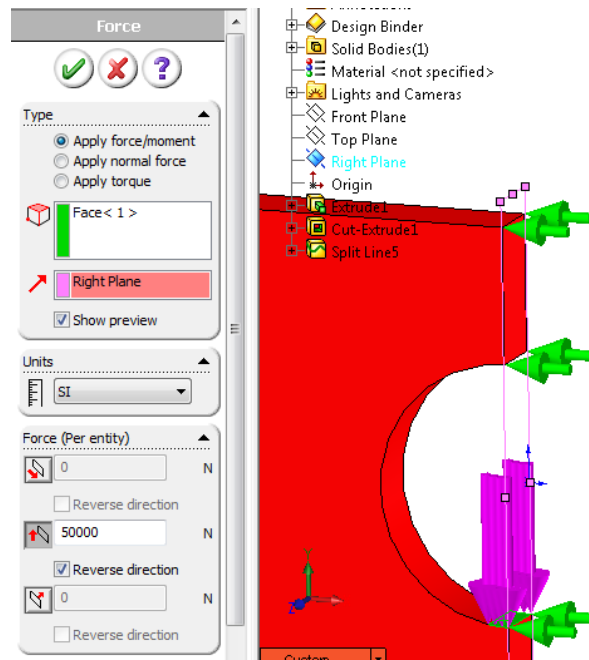 Force
?
Type
Apply force/moment
Apply normal force
Apply torque
Face< 1 >
Right Plane
Show preview
Units
SI
Force (Per entity)
0 N
Reverse direction
50000 N
Reverse direction
0 N
Reverse direction
Annotations
Design Binder
Solid Bodies(1)
Material <not specified>
Lights and Cameras
Front Plane
Top Plane
Right Plane
Origin
Extrude1
Cut-Extrude1
Split Line5
Y
Z
Custom